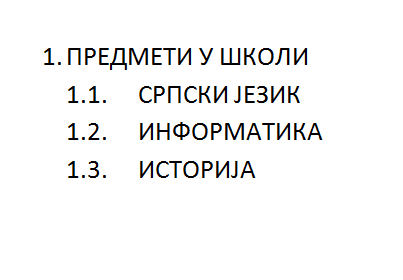 1. ПРЕДМЕТИ У ШКОЛИ
1.1. СРПСКИ ЈЕЗИК
1.2. ИНФОРМАТИКА
1.3. ИСТОРИЈА